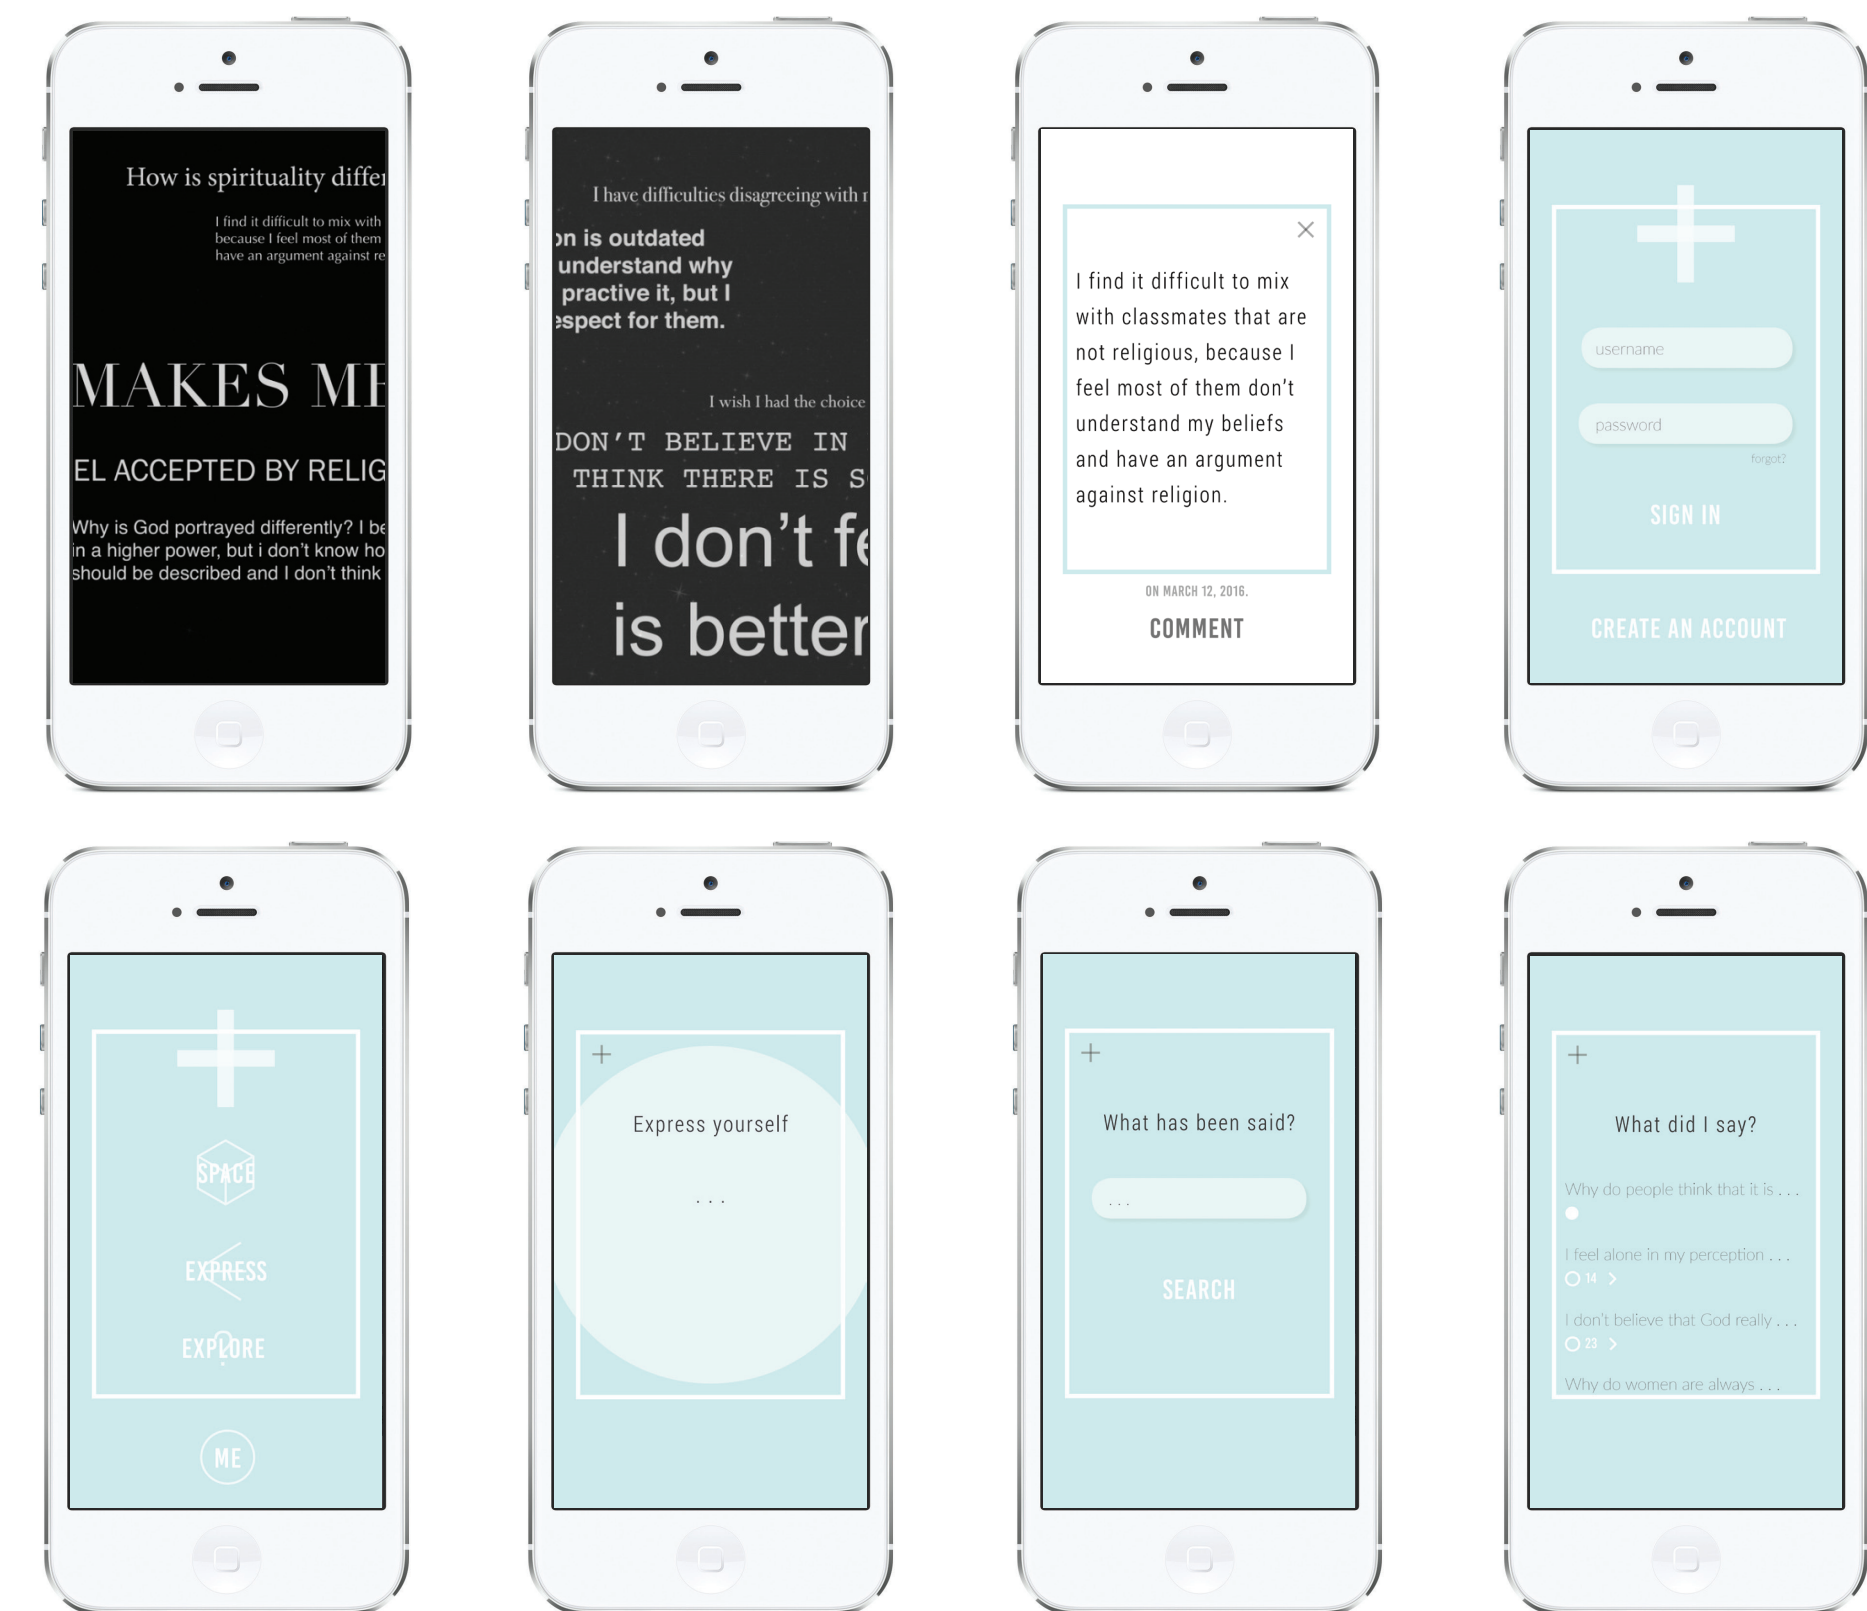 How is spirituality differ
I find it difficult to mix with
because I feel most of them
have an argument against re
MAKES ME
EL ACCEPTED BY RELIG
Why is God portrayed differently? I be
in a higher power, but i don't know ho
should be described and I don't think
I have difficulties disagreeing with r
on is outdated
understand why
practive it, but I
espect for them.
I wish I had the choice
DON'T BELIEVE IN
THINK THERE IS S
I don't fe
is better
I find it difficult to mix
with classmates that are
not religious, because I
feel most of them don't
understand my beliefs
and have an argument
against religion.
ON MARCH 12, 2016.
COMMENT
username
password
forgot?
SIGN IN
CREATE AN ACCOUNT
SPACE
EXPRESS
EXPLORE
ME
Express yourself
. . .
What has been said?
. . .
SEARCH
What did I say?
Why do people think that it is . . .
I feel alone in my perception . . .
14 >
I don't believe that God really . . .
23 >
Why do women are always . . .